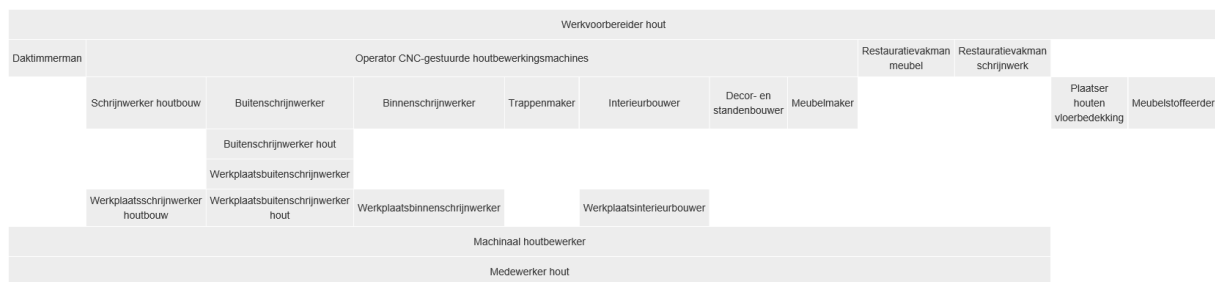 Werkvoorbereider hout
Daktimmerman
Operator CNC-gestuurde houtbewerkingsmachines
Restauratievakman
meubel
Restauratievakman
schrijnwerk
Schrijnwerker houtbouw
Buitenschrijnwerker
Binnenschrijnwerker
Trappenmaker
Interieurbouwer
Decor- en
standenbouwer
Meubelmaker
Plaatser
houten
vloerbedekking
Meubelstoffeerder
Buitenschrijnwerker hout
Werkplaatsbuitenschrijnwerker
Werkplaatsschrijnwerker
houtbouw
Werkplaatsbuitenschrijnwerker
hout
Werkplaatsbinnenschrijnwerker
Werkplaatsinterieurbouwer
Machinaal houtbewerker
Medewerker hout